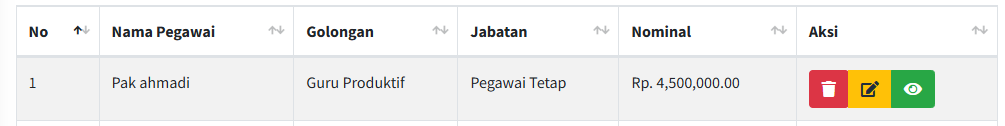 No Nama Pegawai Golongan Jabatan Nominal Aksi
1 Pak ahmadi Guru Produktif Pegawai Tetap Rp. 4,500,000.00